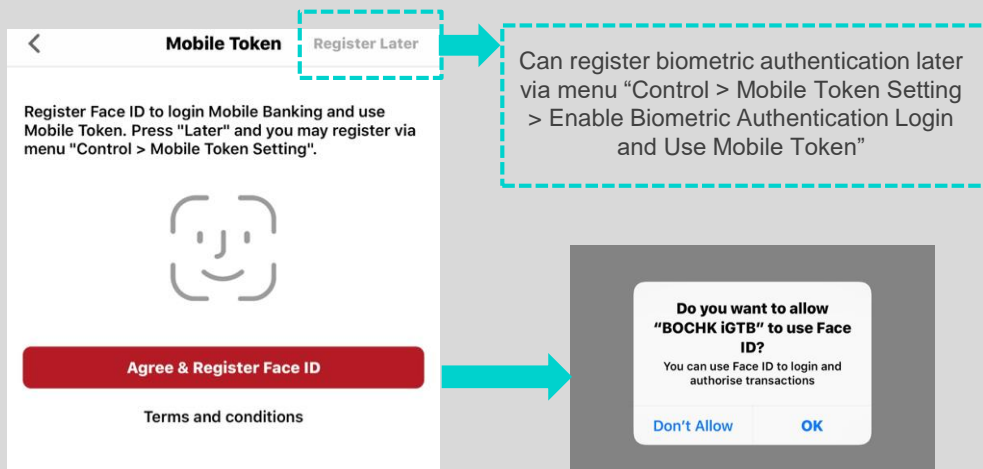 Mobile Token
Register Later
Register Face ID to login Mobile Banking and use
Mobile Token. Press "Later" and you may register via
menu "Control > Mobile Token Setting".
Agree & Register Face ID
Terms and conditions
Can register biometric authentication later
via menu “Control > Mobile Token Setting
> Enable Biometric Authentication Login
and Use Mobile Token”
Do you want to allow
“BOCHK iGTB” to use Face
ID?
You can use Face ID to login and
authorise transactions
Don’t Allow
OK